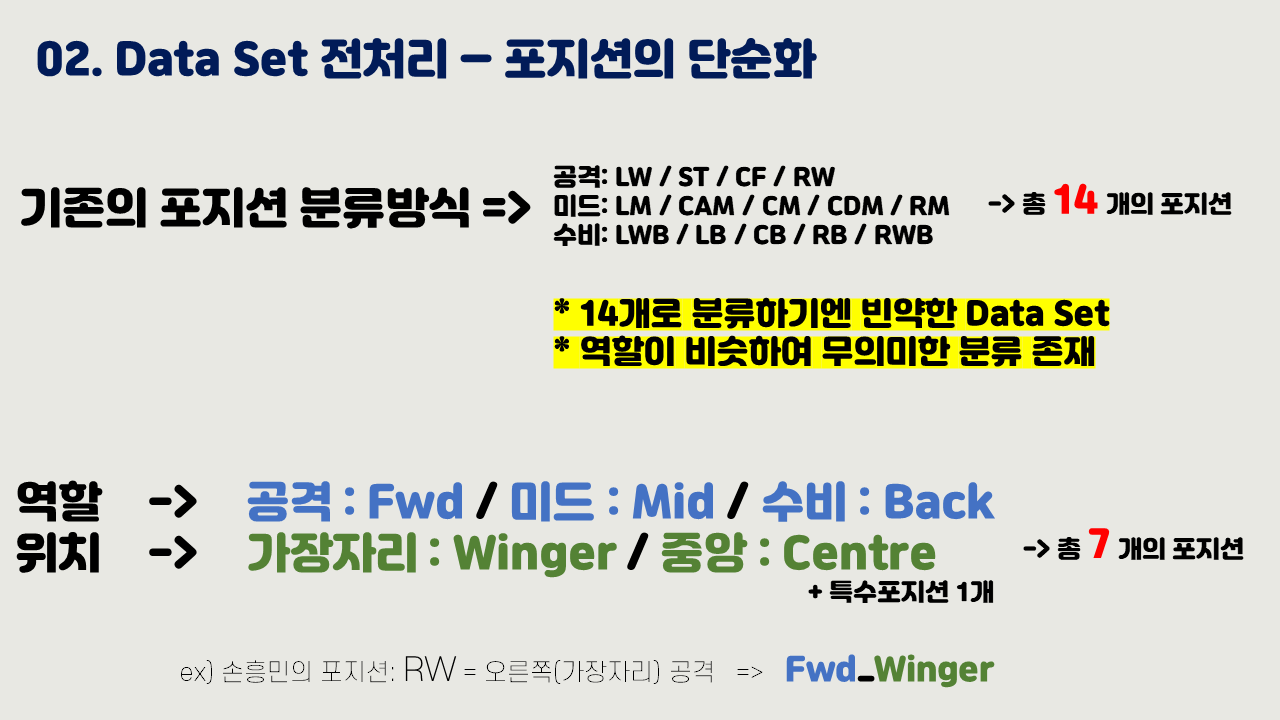 02. Data Set 전처리 – 포지션의 단순화
기존의 포지션 분류방식 =>
공격: LW / ST / CF / RW
미드: LM / CAM / CM / CDM / RM
수비: LWB / LB / CB / RB / RWB
-> 총 14 개의 포지션
* 14개로 분류하기엔 빈약한 Data Set
* 역할이 비슷하여 무의미한 분류 존재
역할 -> 공격 : Fwd / 미드 : Mid / 수비 : Back
위치 -> 가장자리 : Winger / 중앙 : Centre
-> 총 7 개의 포지션
+ 특수포지션 1개
ex) 손흥민의 포지션: RW = 오른쪽(가장자리) 공격 => Fwd_Winger